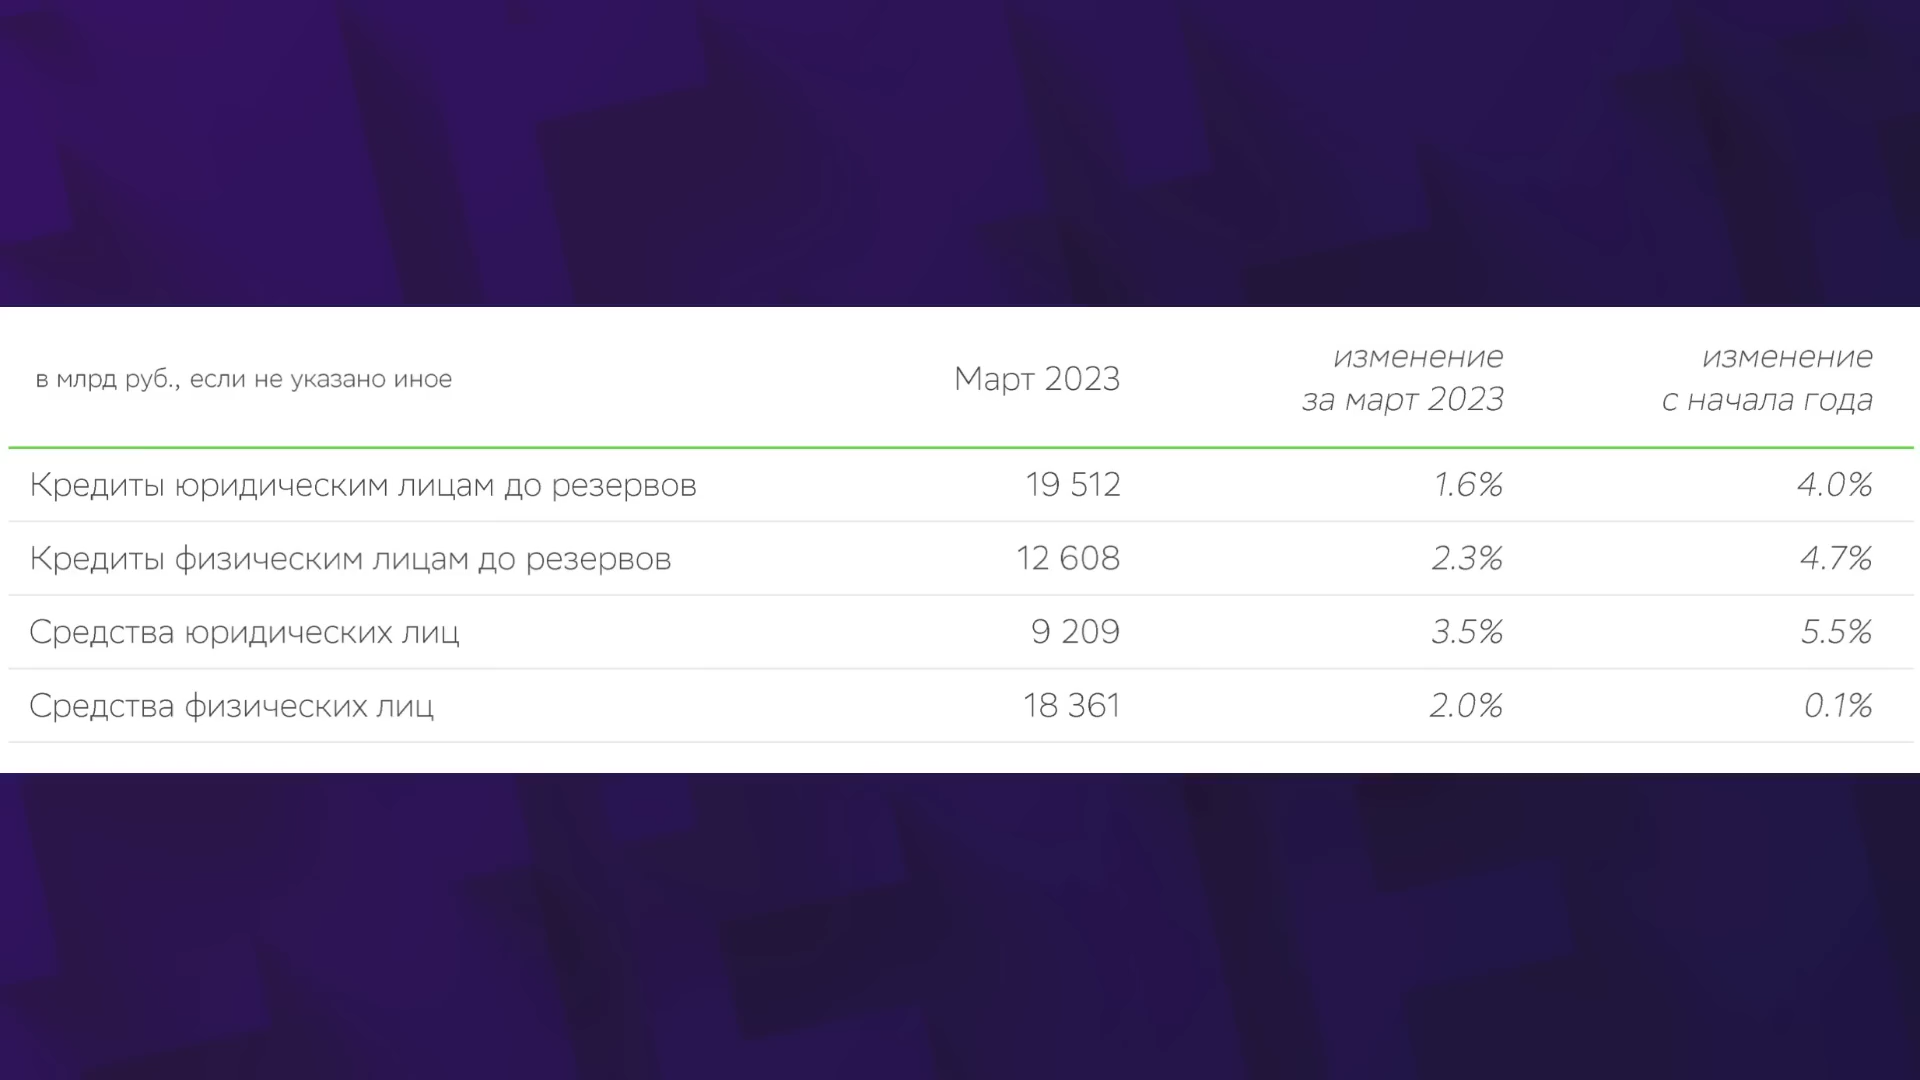 в млрд руб., если не указано иное Март 2023 изменение за март 2023 изменение с начала года
Кредиты юридическим лицам до резервов 19 512 1.6% 4.0%
Кредиты физическим лицам до резервов 12 608 2.3% 4.7%
Средства юридических лиц 9 209 3.5% 5.5%
Средства физических лиц 18 361 2.0% 0.1%